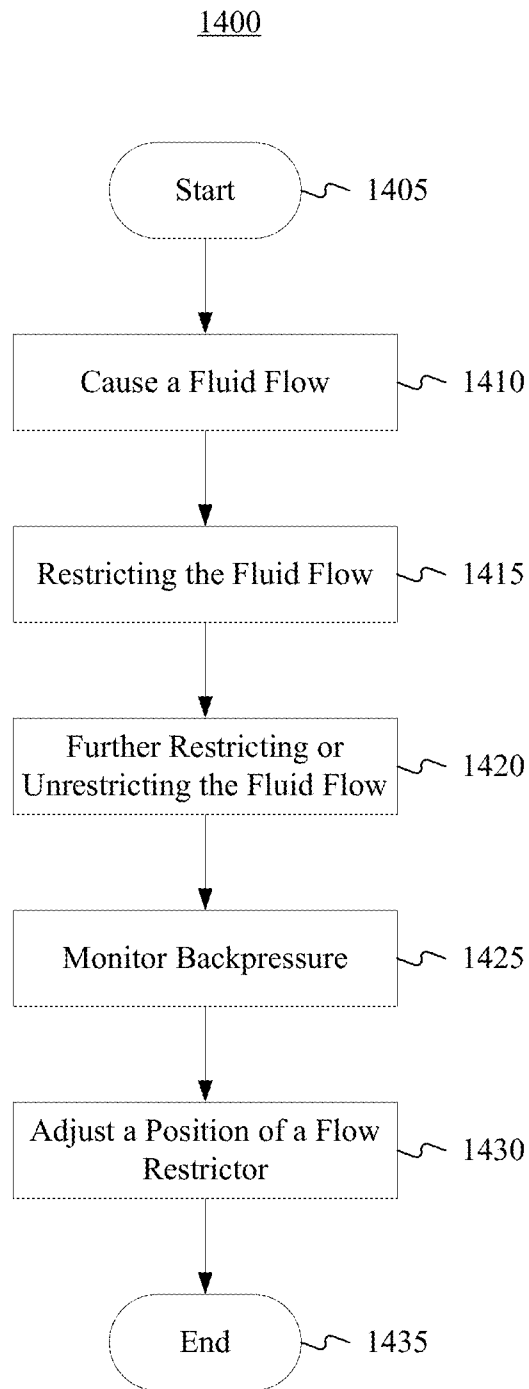 1400
Start
1405
Cause a Fluid Flow
1410
Restricting the Fluid Flow
1415
Further Restricting or
Unrestricting the Fluid Flow
1420
Monitor Backpressure
1425
Adjust a Position of a Flow
Restrictor
1430
End
1435